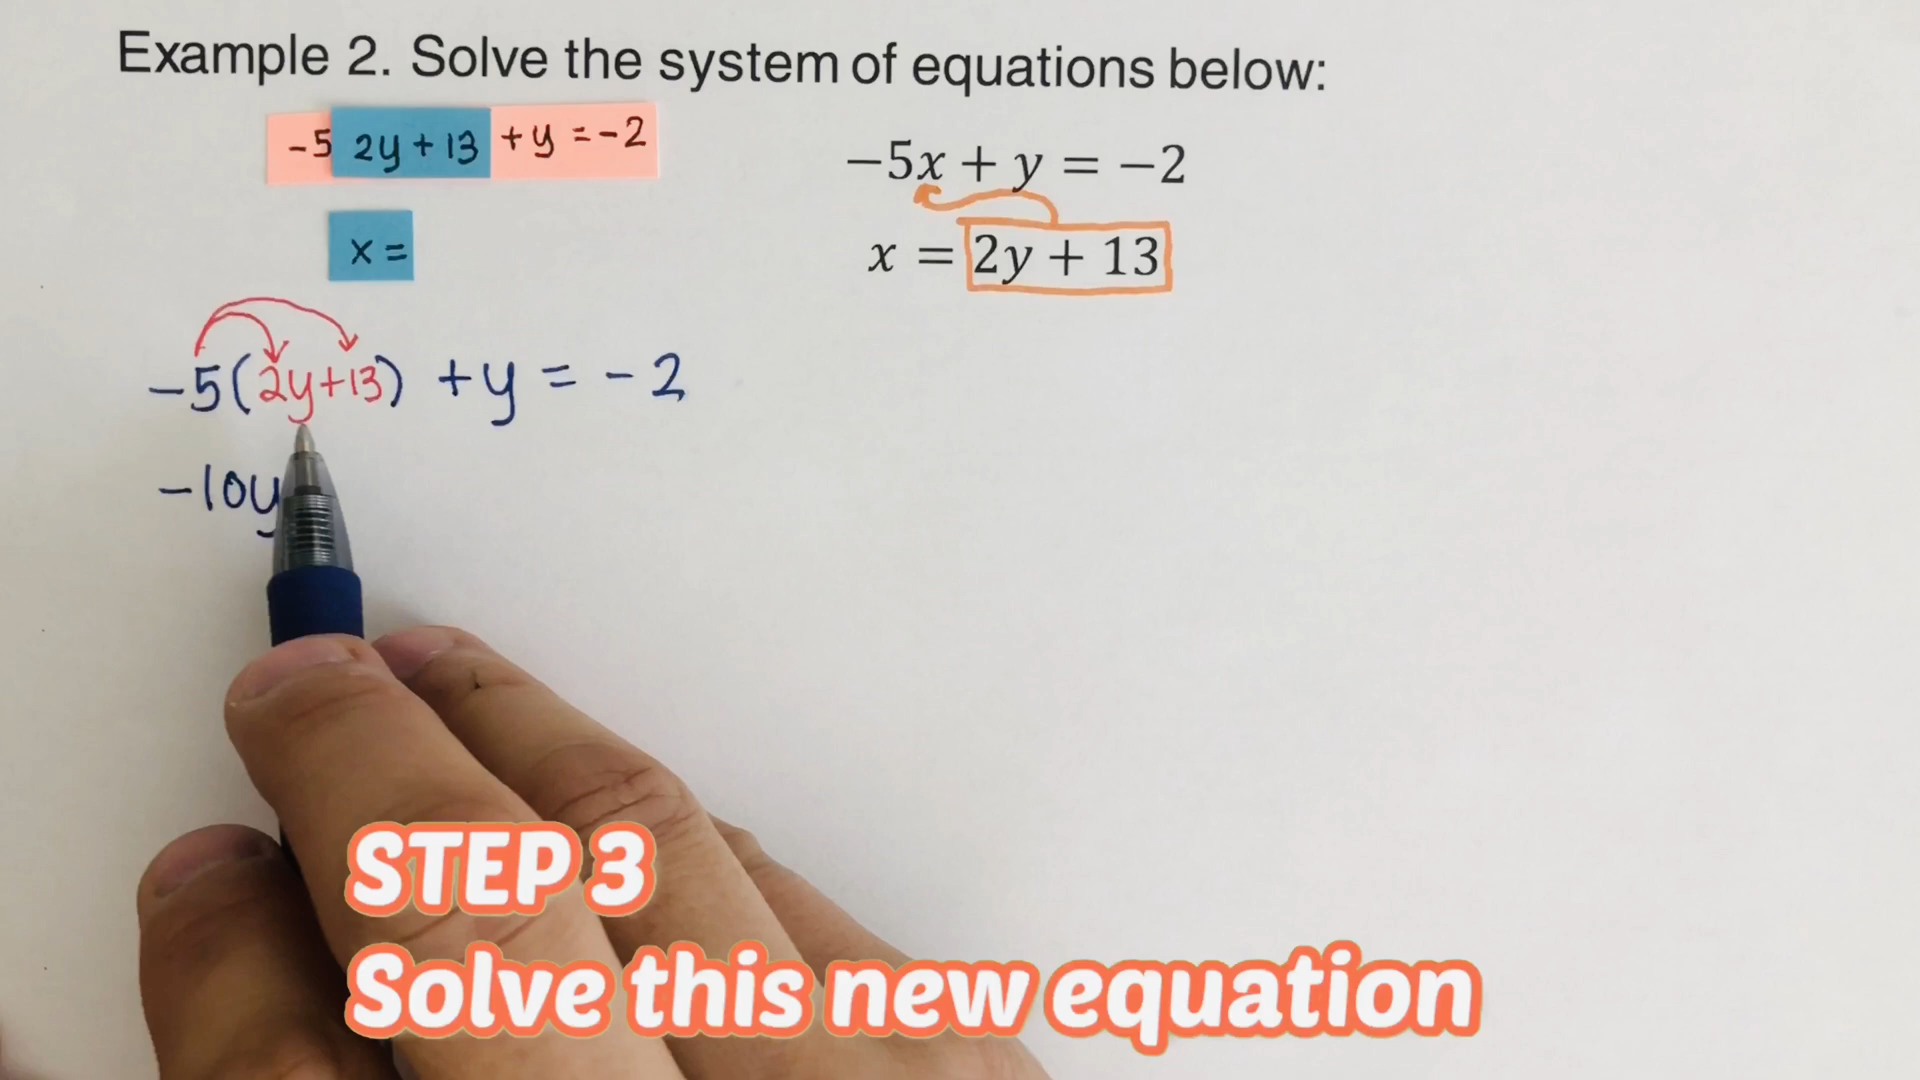 Example 2. Solve the system of equations below:
-5 2y + 13 + y = -2
x =
−5x + y = −2
x = 2y + 13
-5(2y+13) + y = -2
-10y
STEP 3
Solve this new equation